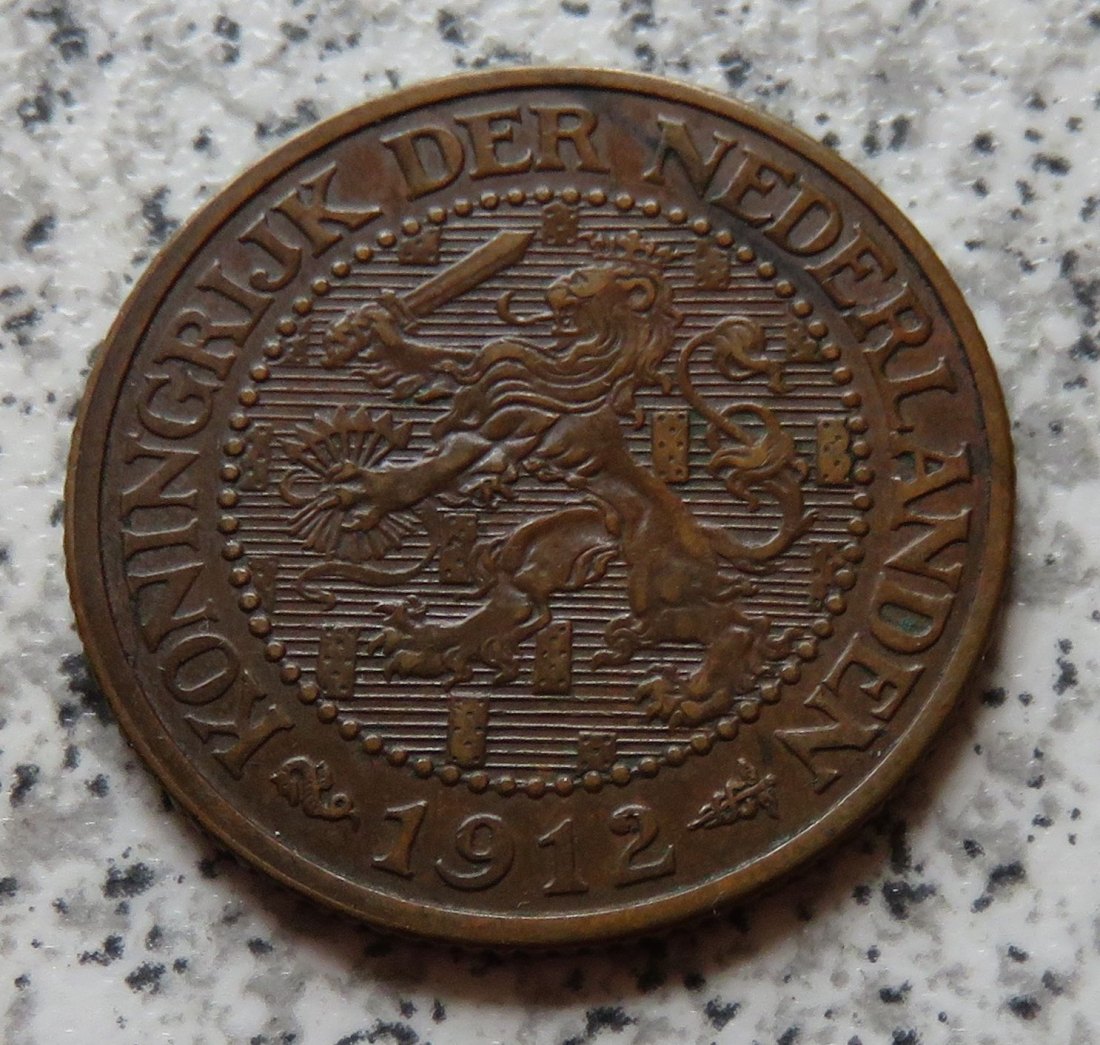 KONINGRIJK DER NEDERLANDEN
1912